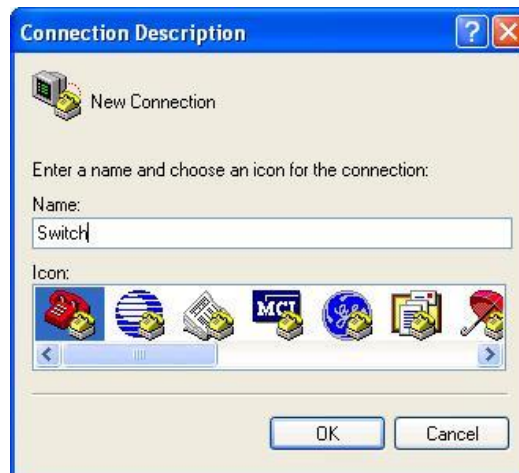 Connection Description
New Connection
Enter a name and choose an icon for the connection:
Name:
Switch
Icon:
MCI
OK
Cancel